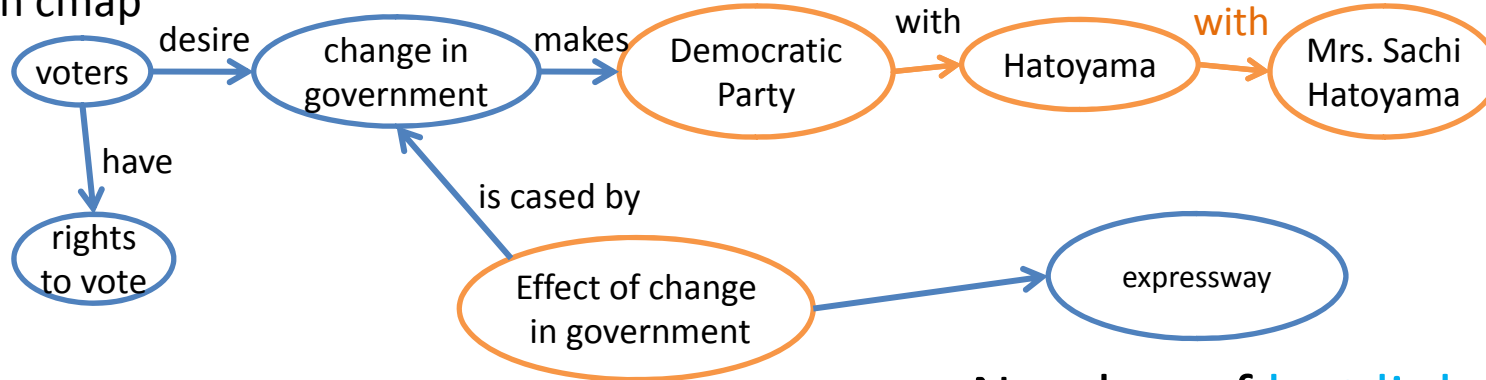 cmap
voters
desire
change in
government
makes
Democratic
Party
with
Hatoyama
with
Mrs. Sachi
Hatoyama
have
rights
to vote
is cased by
Effect of change
in government
expressway